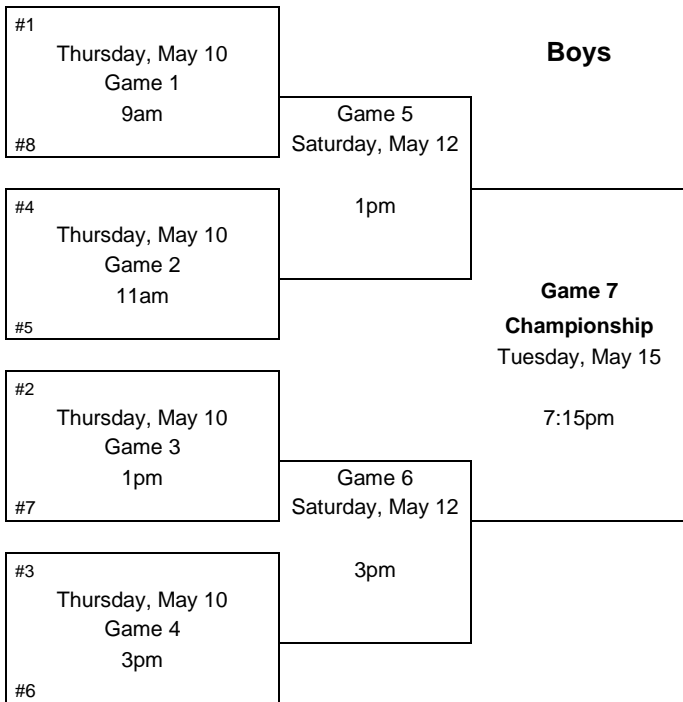 #1
Thursday, May 10
Game 1
9am
#8
Boys
Game 5
Saturday, May 12
1pm
#4
Thursday, May 10
Game 2
11am
#5
Game 7
Championship
Tuesday, May 15
7:15pm
#2
Thursday, May 10
Game 3
1pm
#7
Game 6
Saturday, May 12
3pm
#3
Thursday, May 10
Game 4
3pm
#6